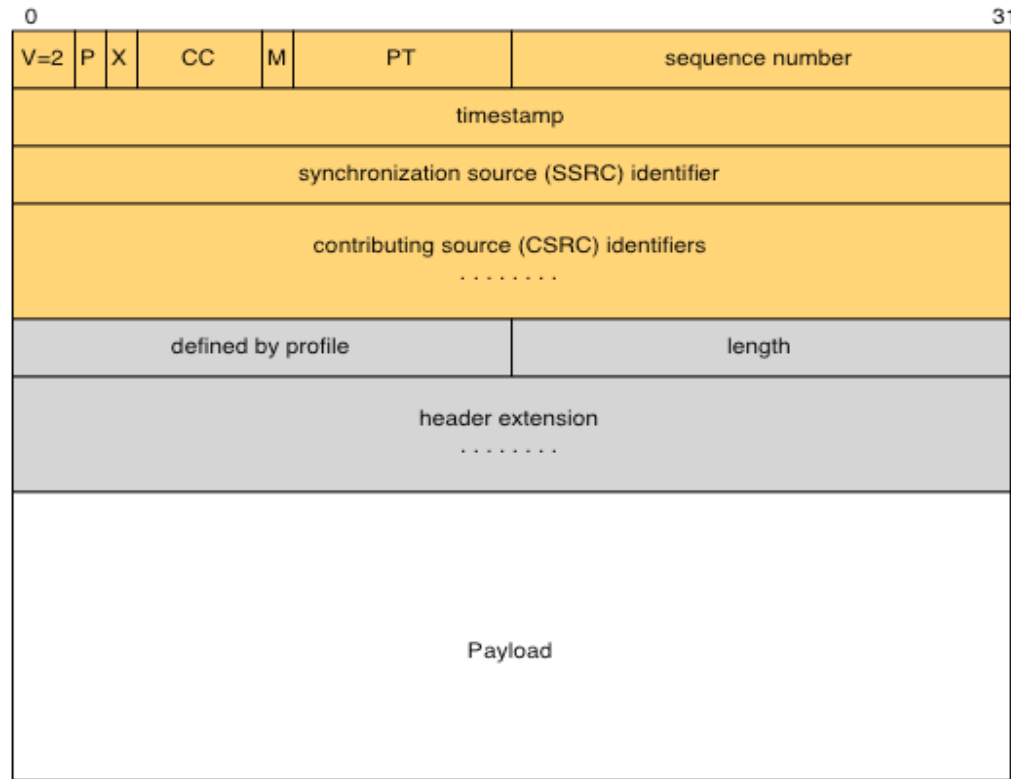 0 31
V=2 P X CC M PT sequence number
timestamp
synchronization source (SSRC) identifier
contributing source (CSRC) identifiers
. . . . . . . .
defined by profile length
header extension
. . . . . . . .
Payload